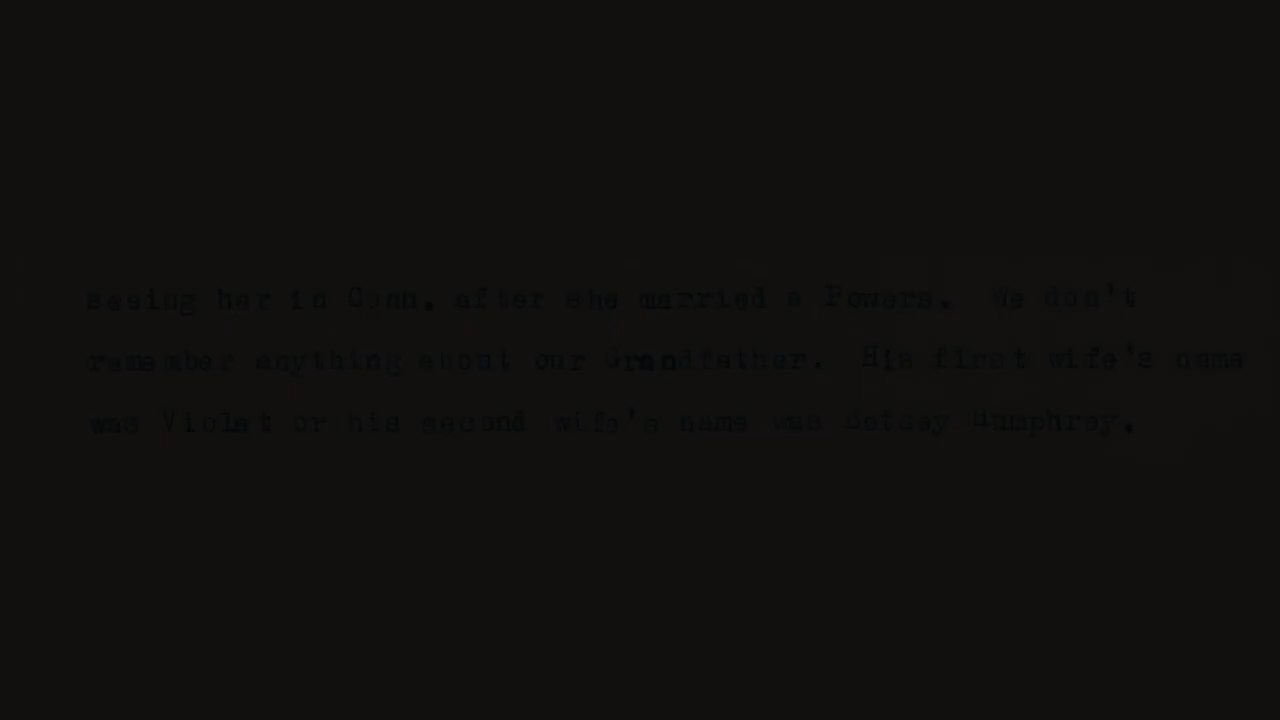 seeing her in Conn. after she married a Powers. We don't
remember anything about our Grandfather. His first wife's name
was Violet or his second wife's name was Betsey Humphrey.